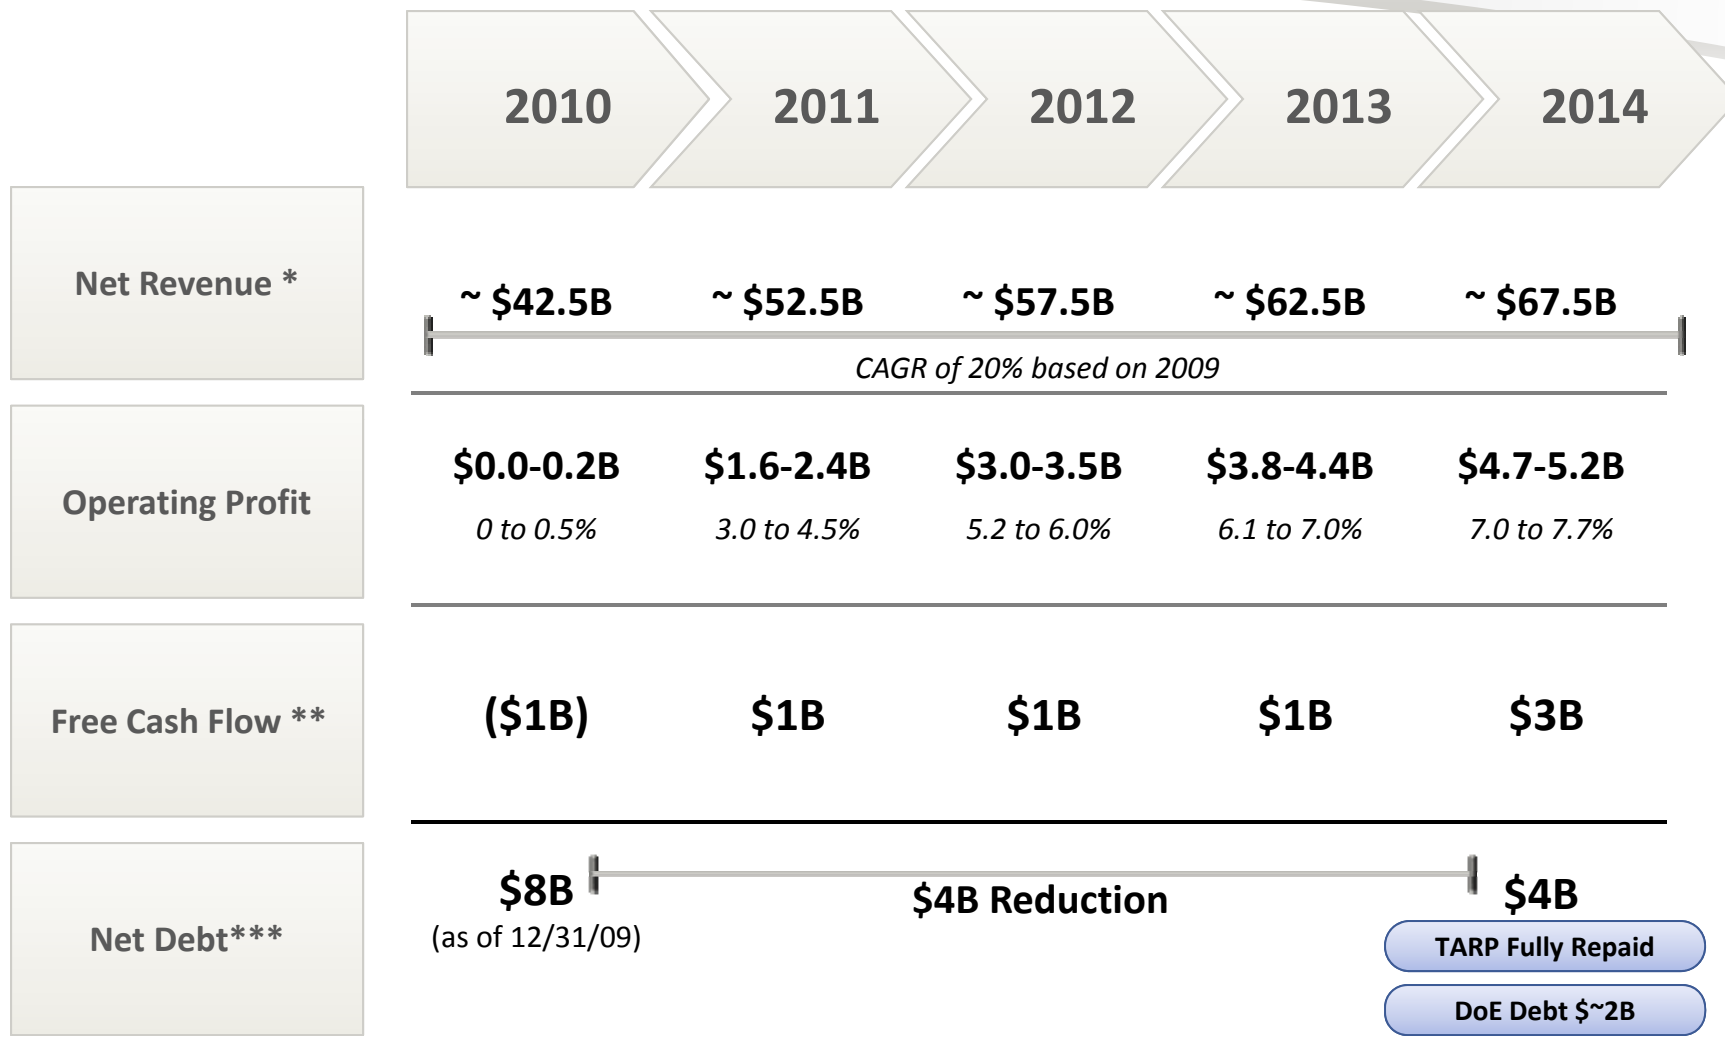 2010 2011 2012 2013 2014
Net Revenue *
~ $42.5B ~ $52.5B ~ $57.5B ~ $62.5B ~ $67.5B
CAGR of 20% based on 2009
Operating Profit
$0.0-0.2B $1.6-2.4B $3.0-3.5B $3.8-4.4B $4.7-5.2B
0 to 0.5% 3.0 to 4.5% 5.2 to 6.0% 6.1 to 7.0% 7.0 to 7.7%
Free Cash Flow **
($1B) $1B $1B $1B $3B
Net Debt***
$8B $4B Reduction $4B
(as of 12/31/09)
TARP Fully Repaid
DoE Debt $~2B